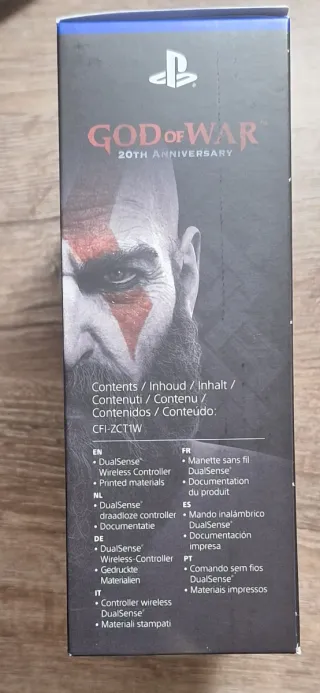 GOD OF WAR™
20TH ANNIVERSARY
Contents / Inhoud / Inhalt /
Contenuti / Contenu /
Contenidos / Conteúdo:
CFI-ZCT1W
EN
• DualSense®
Wireless Controller
• Printed materials
NL
• DualSense®
draadloze controller
• Documentatie
DE
• DualSense®
Wireless-Controller
• Gedruckte
Materialien
IT
• Controller wireless
DualSense®
• Materiali stampati
FR
• Manette sans fil
DualSense®
• Documentation
du produit
ES
• Mando inalámbrico
DualSense®
• Documentación
impresa
PT
• Comando sem fios
DualSense®
• Materiais impressos